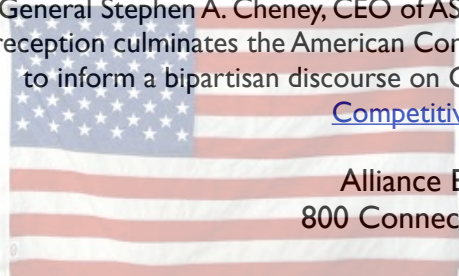 General Stephen A. Cheney, CEO of AS
reception culminates the American Con
to inform a bipartisan discourse on
Competitiv
Alliance
800 Connec